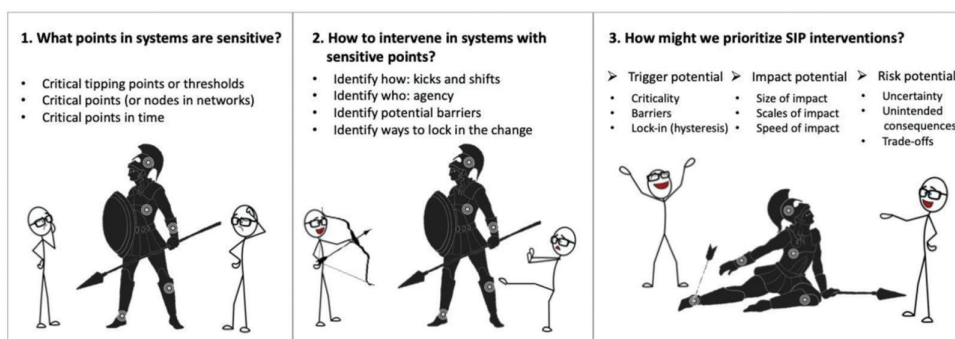 1. What points in systems are sensitive?
• Critical tipping points or thresholds
• Critical points (or nodes in networks)
• Critical points in time
2. How to intervene in systems with
sensitive points?
• Identify how: kicks and shifts
• Identify who: agency
• Identify potential barriers
• Identify ways to lock in the change
3. How might we prioritize SIP interventions?
➢ Trigger potential
• Criticality
• Barriers
• Lock-in (hysteresis)
➢ Impact potential
• Size of impact
• Scales of impact
• Speed of impact
➢ Risk potential
• Uncertainty
• Unintended
consequences
• Trade-offs